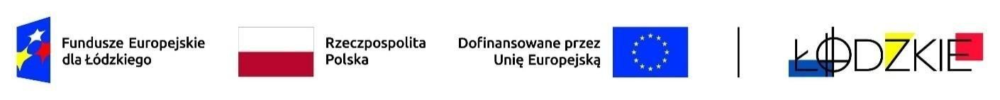 Fundusze Europejskie
dla Łódzkiego
Rzeczpospolita
Polska
Dofinansowane przez
Unię Europejską
ŁÓDZKIE